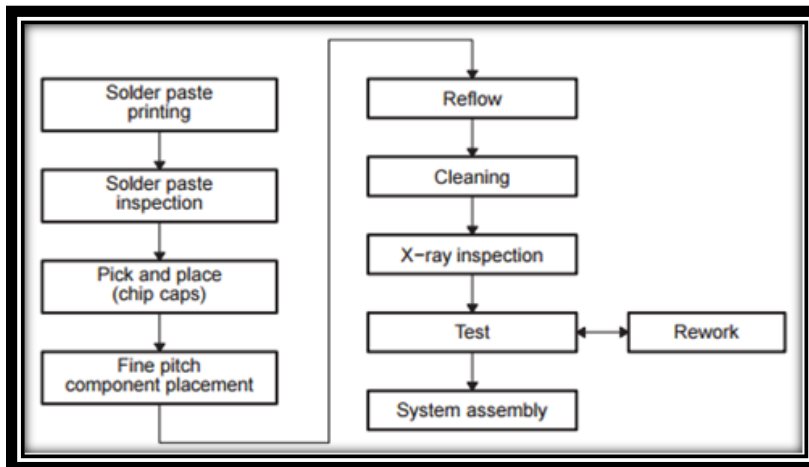 Solder paste
printing
Solder paste
inspection
Pick and place
(chip caps)
Fine pitch
component placement
Reflow
Cleaning
X−ray inspection
Test
Rework
System assembly